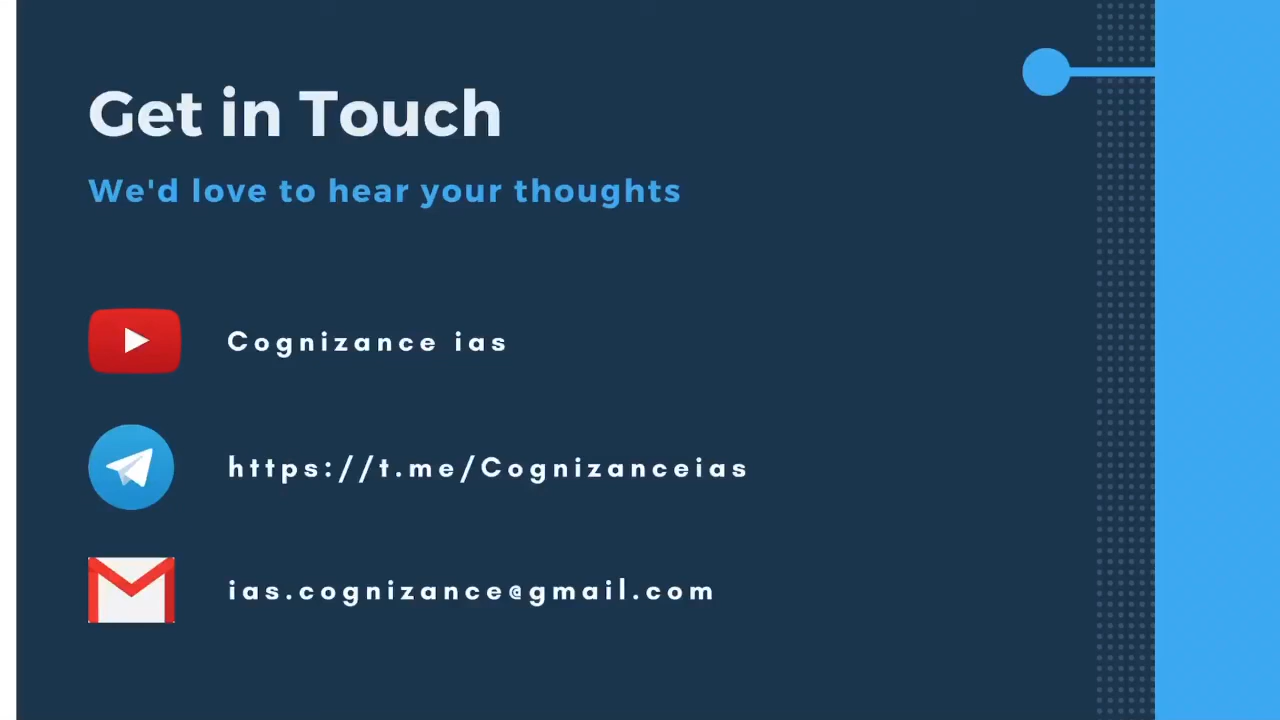 Get in Touch
We'd love to hear your thoughts
Cognizance ias
https://t.me/Cognizanceias
ias.cognizance@gmail.com